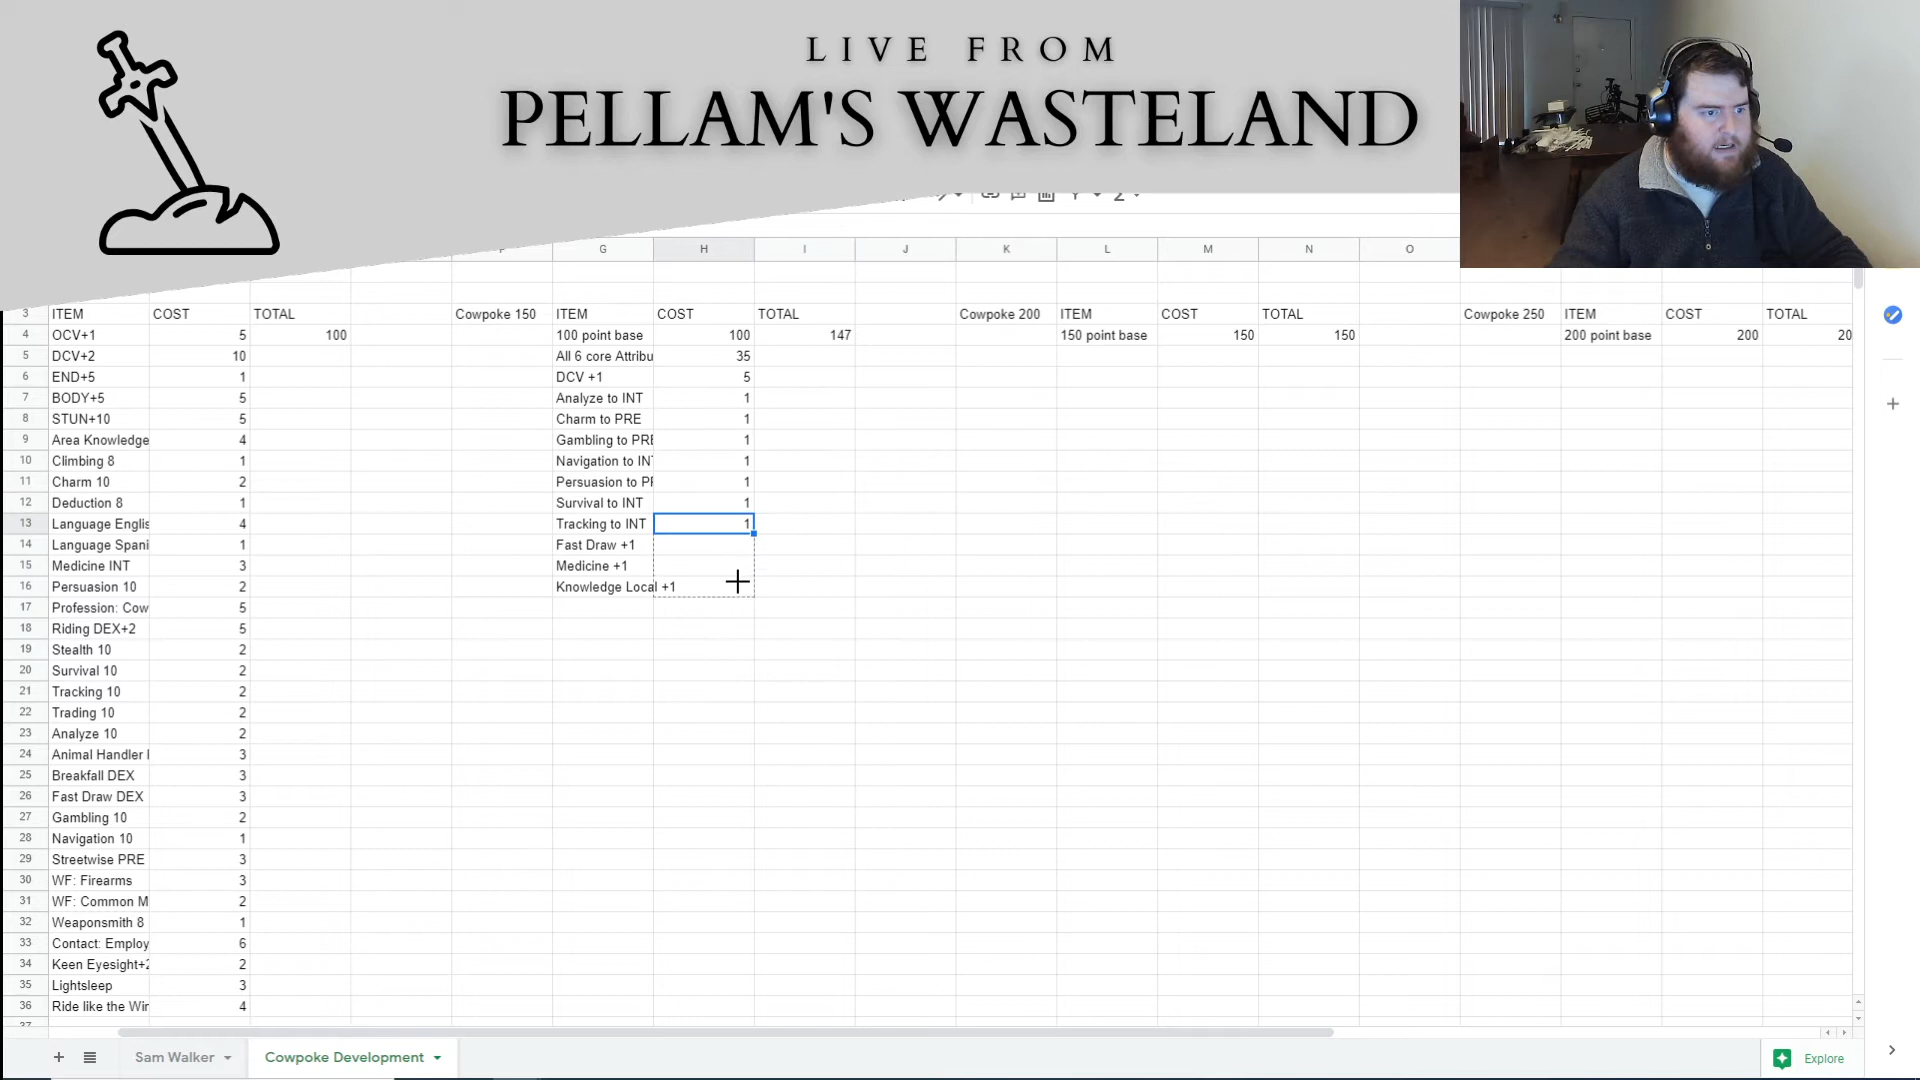 LIVE FROM
PELLAM'S WASTELAND
F G H I J K L M N O
3 ITEM COST TOTAL Cowpoke 150 ITEM COST TOTAL Cowpoke 200 ITEM COST TOTAL Cowpoke 250 ITEM COST TOTAL
4 OCV+1 5 100 100 point base 100 147 150 point base 150 150 200 point base 200 20
5 DCV+2 10 All 6 core Attribu 35
6 END+5 1 DCV +1 5
7 BODY+5 5 Analyze to INT 1
8 STUN+10 5 Charm to PRE 1
9 Area Knowledge 4 Gambling to PRE 1
10 Climbing 8 1 Navigation to INT 1
11 Charm 10 2 Persuasion to PR 1
12 Deduction 8 1 Survival to INT 1
13 Language Englis 4 Tracking to INT 1
14 Language Spani 1 Fast Draw +1
15 Medicine INT 3 Medicine +1
16 Persuasion 10 2 Knowledge Local +1
17 Profession: Cow 5
18 Riding DEX+2 5
19 Stealth 10 2
20 Survival 10 2
21 Tracking 10 2
22 Trading 10 2
23 Analyze 10 2
24 Animal Handler 3
25 Breakfall DEX 3
26 Fast Draw DEX 3
27 Gambling 10 2
28 Navigation 10 1
29 Streetwise PRE 3
30 WF: Firearms 3
31 WF: Common M 2
32 Weaponsmith 8 1
33 Contact: Employ 6
34 Keen Eyesight+2 2
35 Lightsleep 3
36 Ride like the Wir 4
37
Sam Walker Cowpoke Development Explore